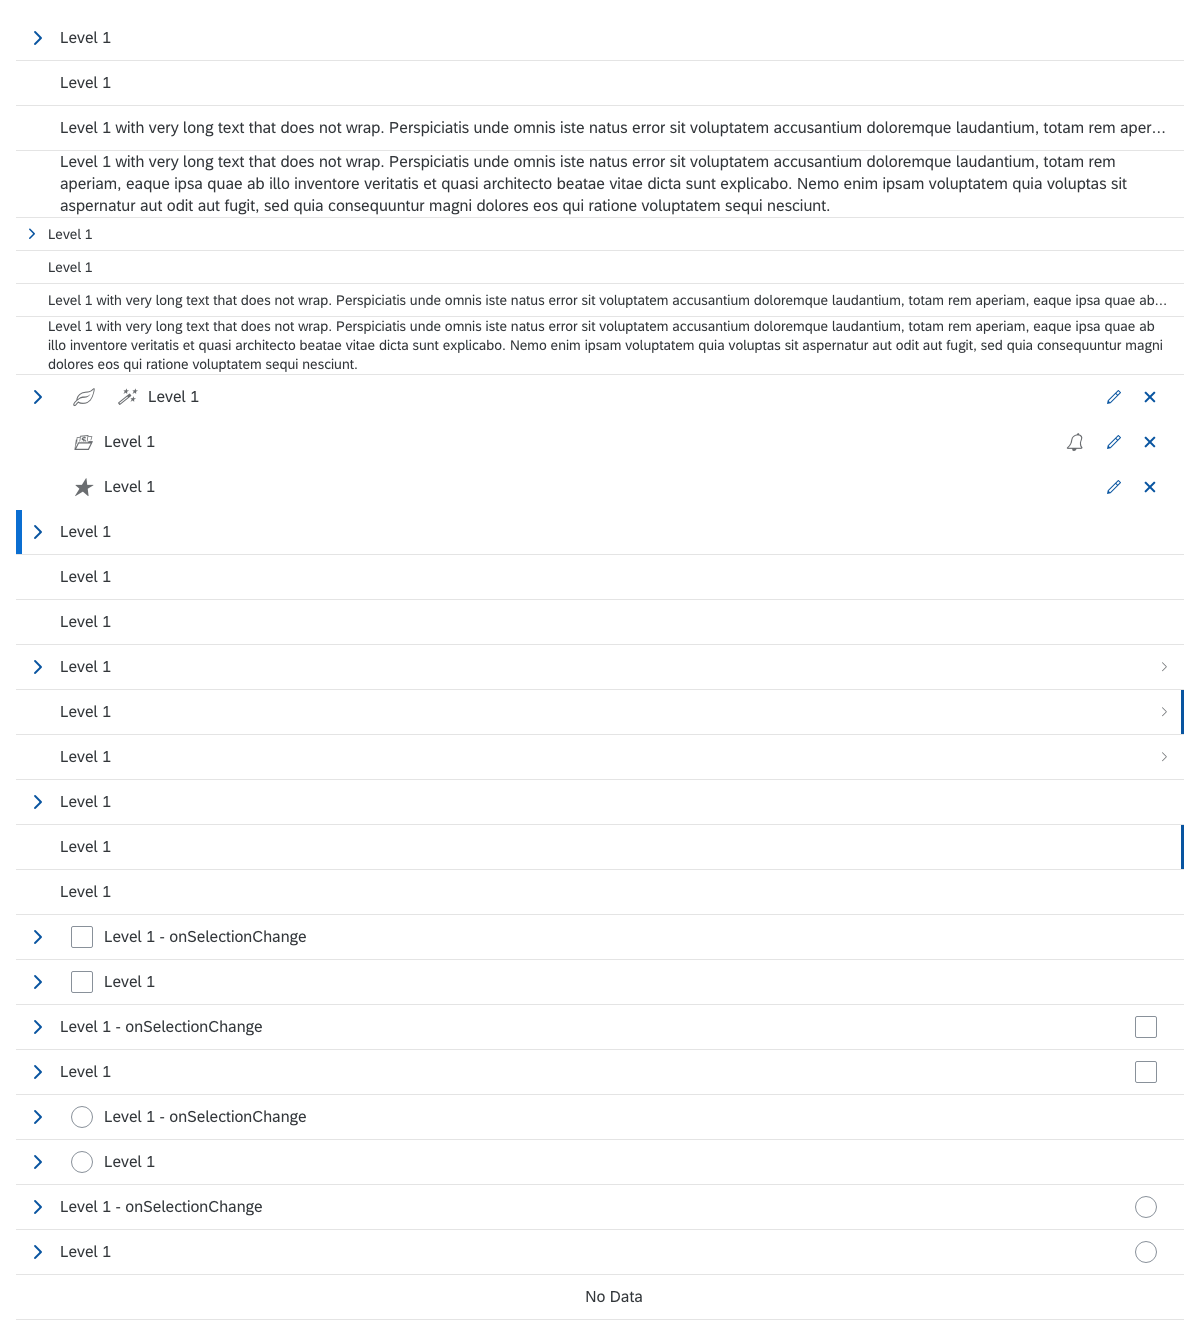 Level 1
Level 1
Level 1 with very long text that does not wrap. Perspiciatis unde omnis iste natus error sit voluptatem accusantium doloremque laudantium, totam rem aper...
Level 1 with very long text that does not wrap. Perspiciatis unde omnis iste natus error sit voluptatem accusantium doloremque laudantium, totam rem
aperiam, eaque ipsa quae ab illo inventore veritatis et quasi architecto beatae vitae dicta sunt explicabo. Nemo enim ipsam voluptatem quia voluptas sit
aspernatur aut odit aut fugit, sed quia consequuntur magni dolores eos qui ratione voluptatem sequi nesciunt.
Level 1
Level 1
Level 1 with very long text that does not wrap. Perspiciatis unde omnis iste natus error sit voluptatem accusantium doloremque laudantium, totam rem aperiam, eaque ipsa quae ab...
Level 1 with very long text that does not wrap. Perspiciatis unde omnis iste natus error sit voluptatem accusantium doloremque laudantium, totam rem aperiam, eaque ipsa quae ab
illo inventore veritatis et quasi architecto beatae vitae dicta sunt explicabo. Nemo enim ipsam voluptatem quia voluptas sit aspernatur aut odit aut fugit, sed quia consequuntur magni
dolores eos qui ratione voluptatem sequi nesciunt.
Level 1
Level 1
Level 1
Level 1
Level 1
Level 1
Level 1
Level 1
Level 1
Level 1
Level 1
Level 1
Level 1 - onSelectionChange
Level 1
Level 1 - onSelectionChange
Level 1
Level 1 - onSelectionChange
Level 1
Level 1 - onSelectionChange
Level 1
No Data